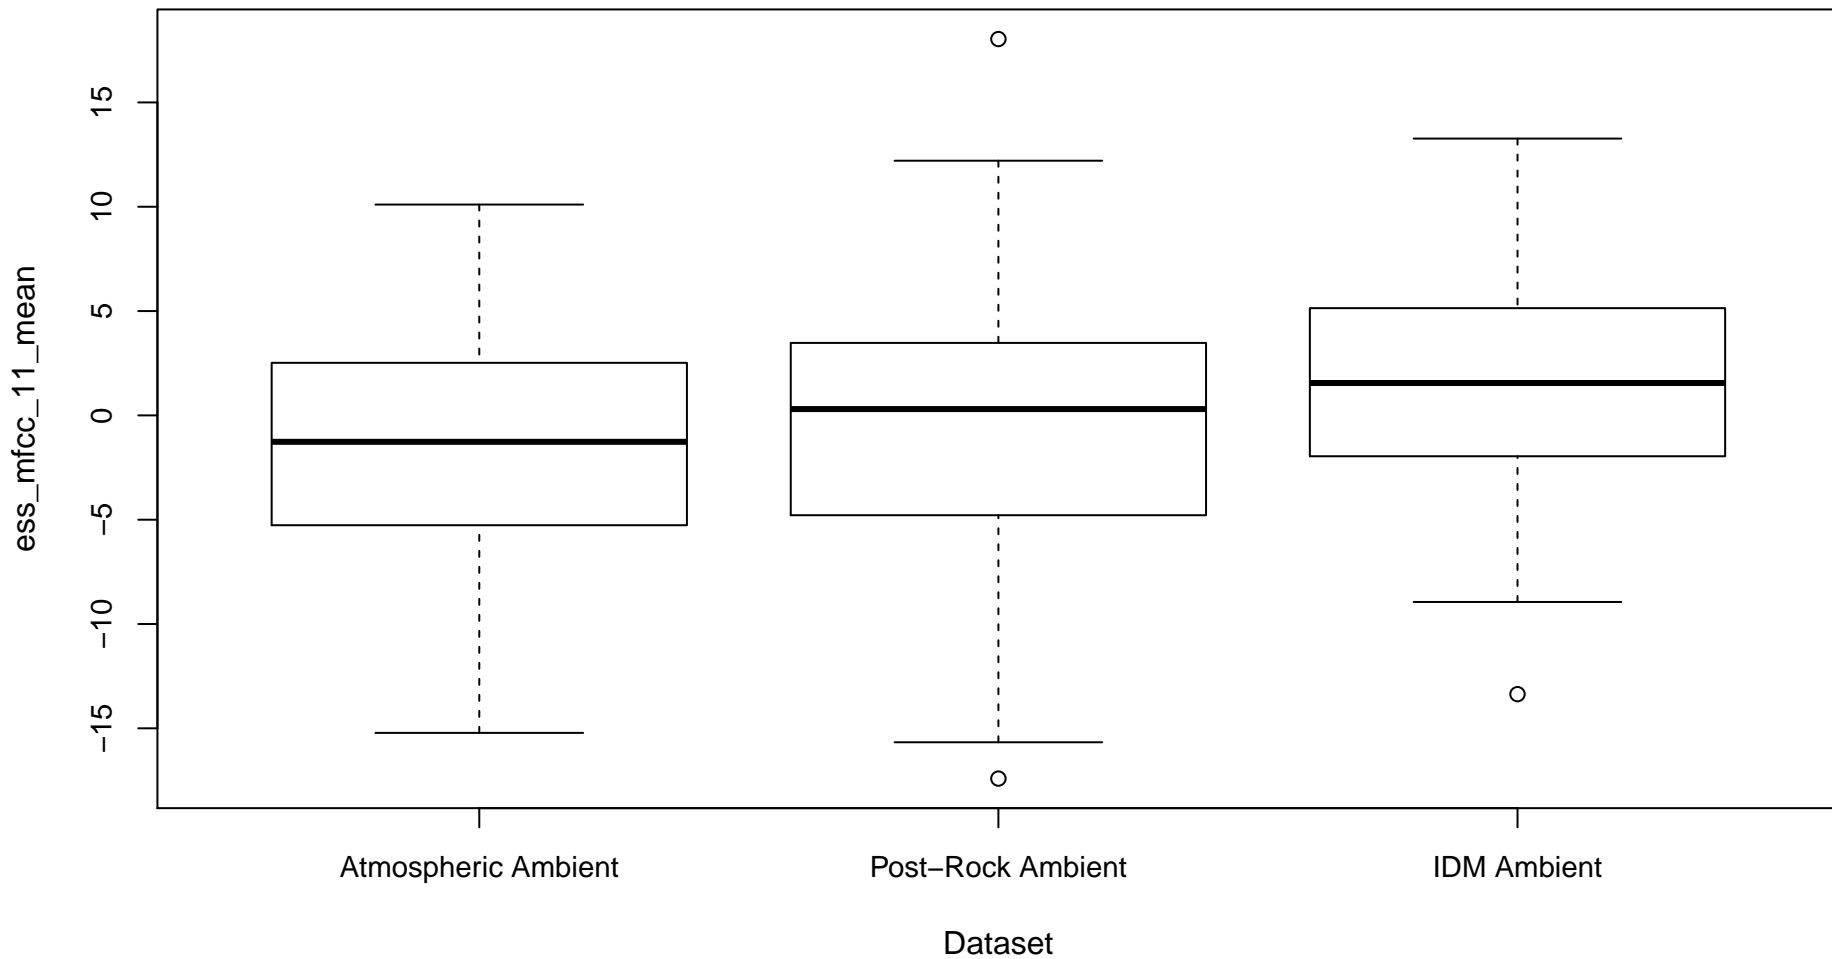 ess_mfcc_11_mean
15
10
5
0
−5
−10
−15
Atmospheric Ambient
Post−Rock Ambient
IDM Ambient
Dataset